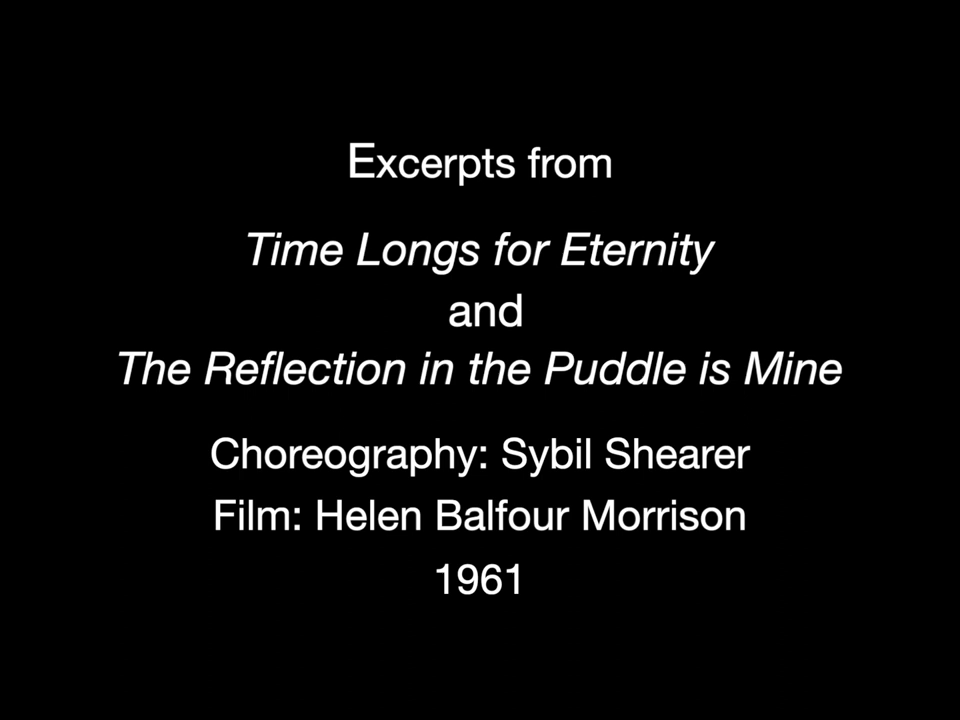 Excerpts from
Time Longs for Eternity
and
The Reflection in the Puddle is Mine
Choreography: Sybil Shearer
Film: Helen Balfour Morrison
1961